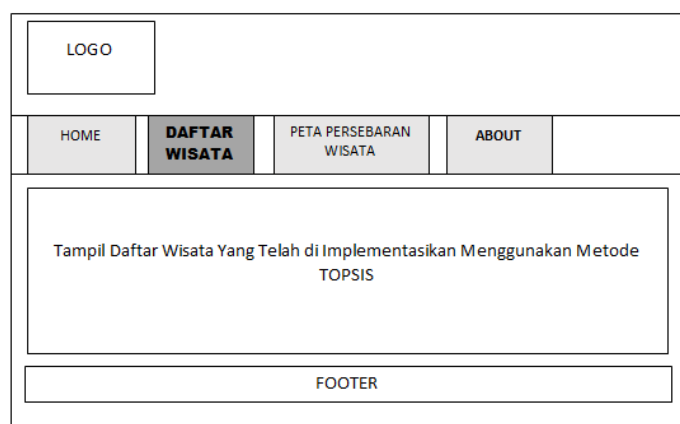 LOGO
HOME
DAFTAR
WISATA
PETA PERSEBARAN
WISATA
ABOUT
Tampil Daftar Wisata Yang Telah di Implementasikan Menggunakan Metode
TOPSIS
FOOTER